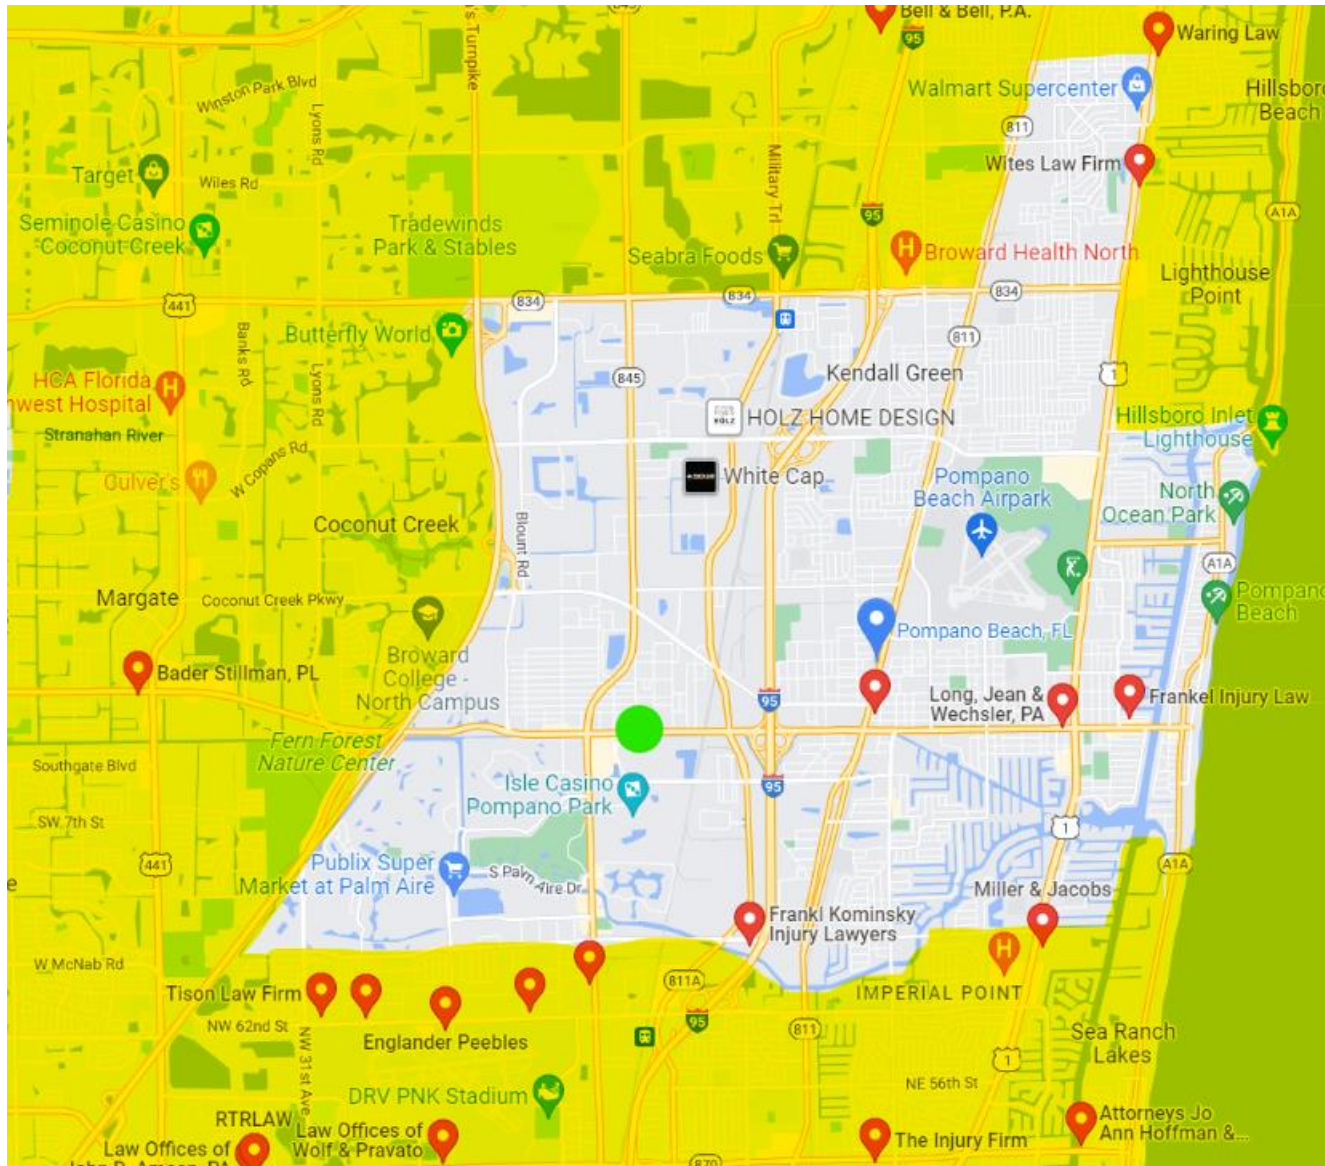 845
Bell & Bell, P.A.
95
Waring Law
's Turnpike
Winston Park Blvd
Lyons Rd
Walmart Supercenter
Hillsboro
Beach
811
Military Trl
Wites Law Firm
Target
Wiles Rd
Seminole Casino
Coconut Creek
Tradewinds
Park & Stables
95
A1A
Seabra Foods
Broward Health North
Lighthouse
Point
441
834
834
834
Butterfly World
Banks Rd
811
Lyons Rd
845
Kendall Green
1
HCA Florida
nwest Hospital
Stranahan River
HOLZ
HOLZ HOME DESIGN
Hillsboro Inlet
Lighthouse
W Copans Rd
Culver's
White Cap
Pompano
Beach Airpark
North
Ocean Park
Coconut Creek
Blount Rd
A1A
Margate
Coconut Creek Pkwy
Pompano
Beach
Pompano Beach, FL
Broward
College -
North Campus
Bader Stillman, PL
95
Long, Jean &
Wechsler, PA
Frankel Injury Law
Fern Forest
Nature Center
Southgate Blvd
Isle Casino
Pompano Park
95
SW 7th St
1
441
Publix Super
Market at Palm Aire
S Palm Aire Dr
A1A
e
Miller & Jacobs
Frankl Kominsky
Injury Lawyers
W McNab Rd
H
811A
IMPERIAL POINT
Tison Law Firm
NW 62nd St
95
811
Englander Peebles
Sea Ranch
Lakes
NW 31st Ave
1
NE 56th St
DRV PNK Stadium
RTRLAW
Law Offices of
Law Offices of
Wolf & Pravato
The Injury Firm
Attorneys Jo
Ann Hoffman &...
870